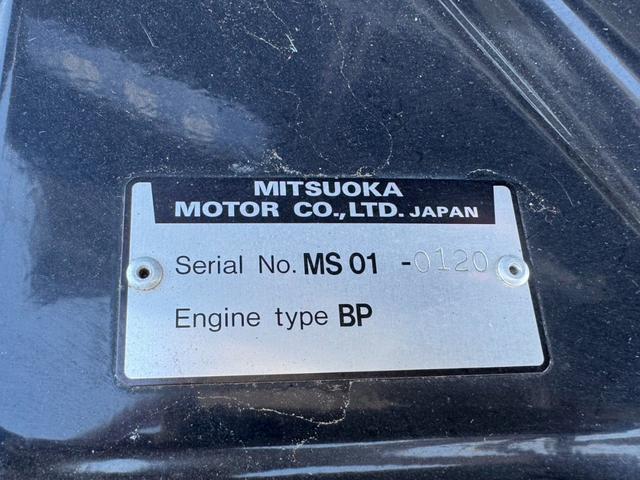 MITSUOKA
MOTOR CO.,LTD. JAPAN
Serial No. MS 01 -0120
Engine type BP